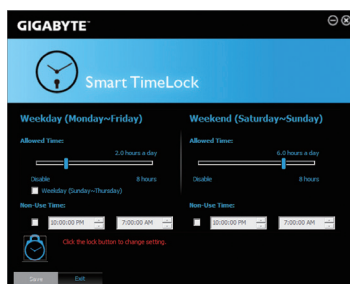 GIGABYTE™
Smart TimeLock
Weekday (Monday~Friday)
Allowed Time:
2.0 hours a day
Disable 8 hours
Weekday (Sunday~Thursday)
Non-Use Time:
10:00:00 PM 7:00:00 AM
Click the lock button to change setting.
Weekend (Saturday~Sunday)
Allowed Time:
6.0 hours a day
Disable 8 hours
Non-Use Time:
10:00:00 PM 7:00:00 AM
Save Exit